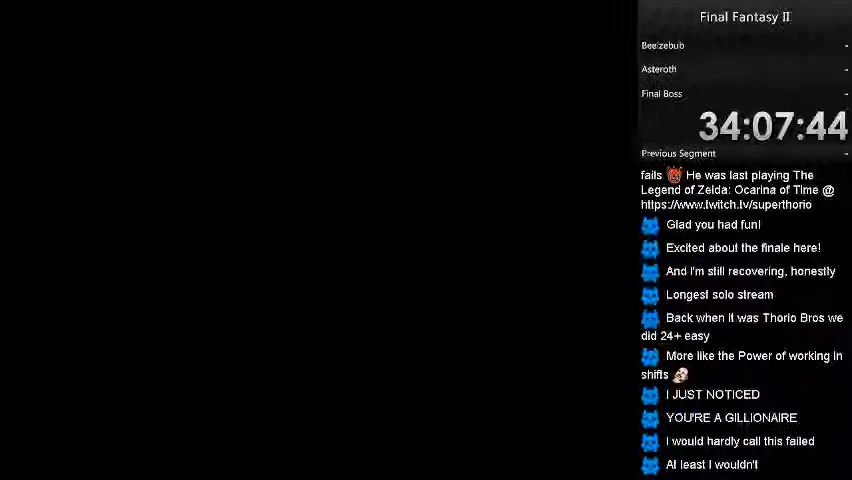 Final Fantasy II
Beelzebub -
Asteroth -
Final Boss -
34:07:44
Previous Segment -
fails He was last playing The
Legend of Zelda: Ocarina of Time @
https://www.twitch.tv/superthorio
Glad you had fun!
Excited about the finale here!
And I'm still recovering, honestly
Longest solo stream
Back when it was Thorio Bros we
did 24+ easy
More like the Power of working in
shifts
I JUST NOTICED
YOU'RE A GILLIONAIRE
I would hardly call this failed
At least I wouldn't